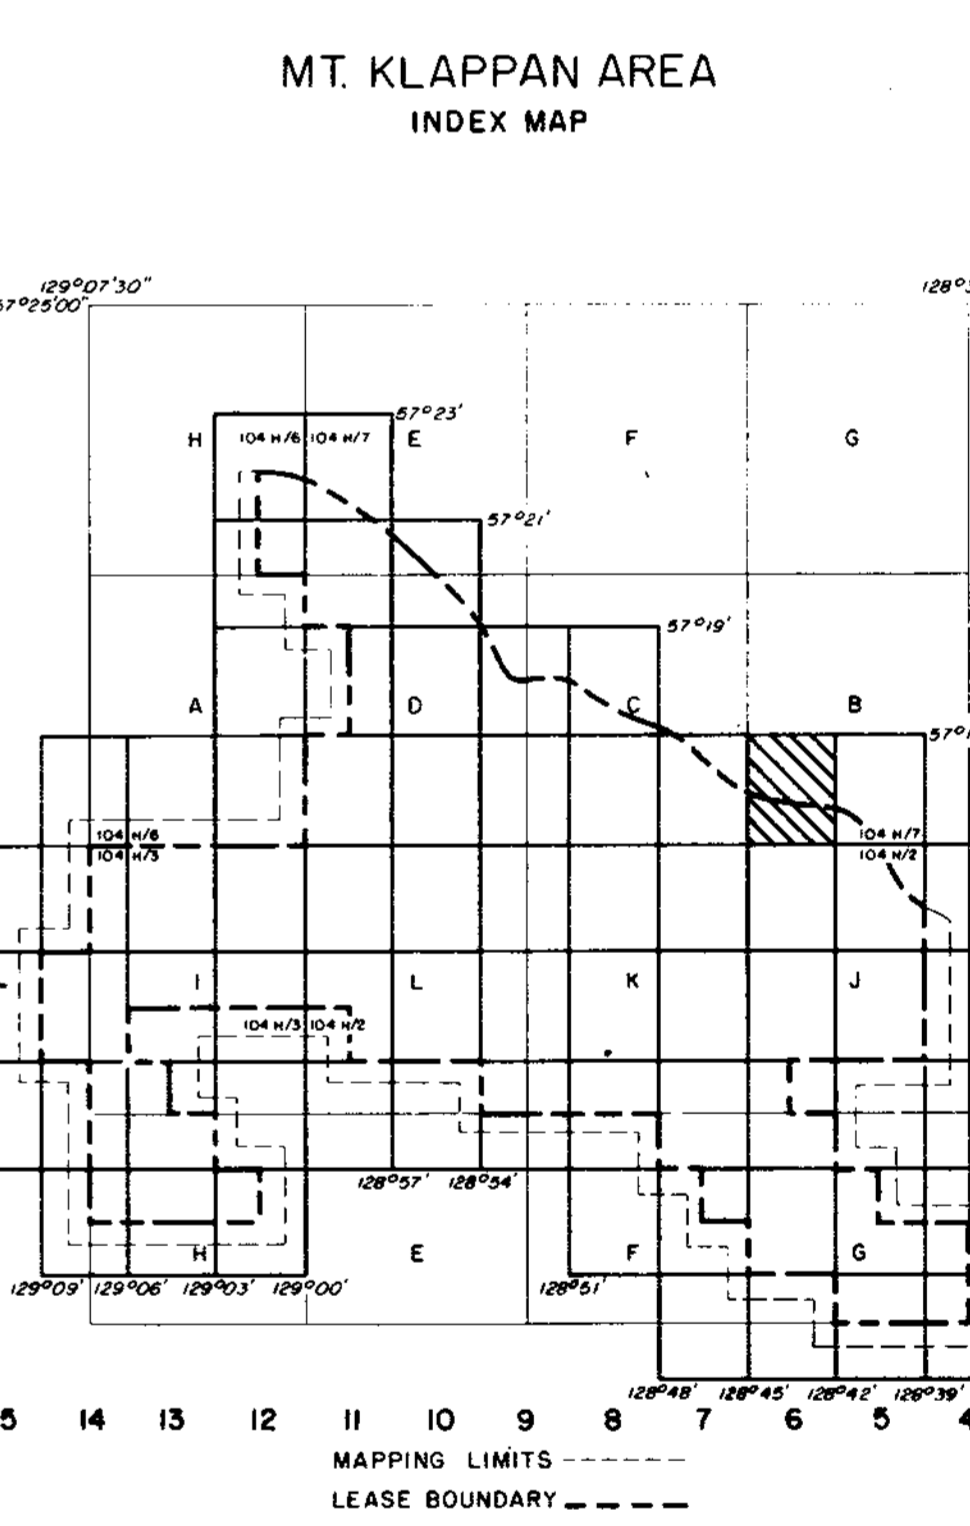 MT. KLAPPAN AREA
INDEX MAP
129°07'30"
57°25'00"
57°23'
H 104 H/6 104 H/7 E F G
57°21'
57°19'
A D C B
104 H/6
104 H/3
104 H/7
104 H/2
I L K J
104 H/3 104 H/2
128°57' 128°54'
H E F G
129°09' 129°06' 129°03' 129°00' 128°51'
128°48' 128°45' 128°42' 128°39'
14 13 12 11 10 9 8 7 6 5 4
MAPPING LIMITS
LEASE BOUNDARY